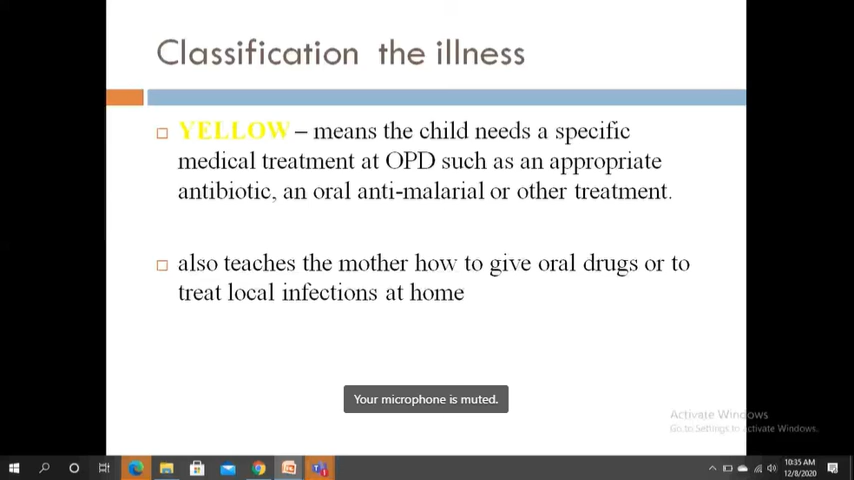 Classification the illness
YELLOW – means the child needs a specific
medical treatment at OPD such as an appropriate
antibiotic, an oral anti-malarial or other treatment.
also teaches the mother how to give oral drugs or to
treat local infections at home
Your microphone is muted.
Activate Windows
Go to Settings to activate Windows.
10:35 AM
12/8/2020